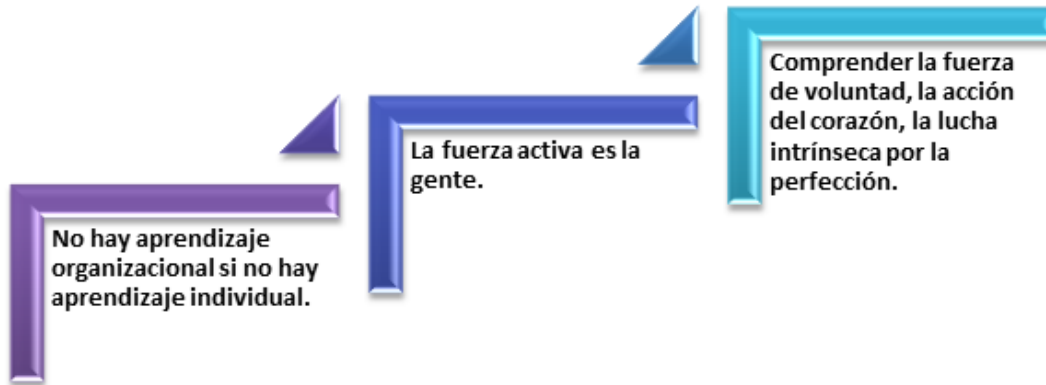 No hay aprendizaje
organizacional si no hay
aprendizaje individual.
La fuerza activa es la
gente.
Comprender la fuerza
de voluntad, la acción
del corazón, la lucha
intrínseca por la
perfección.